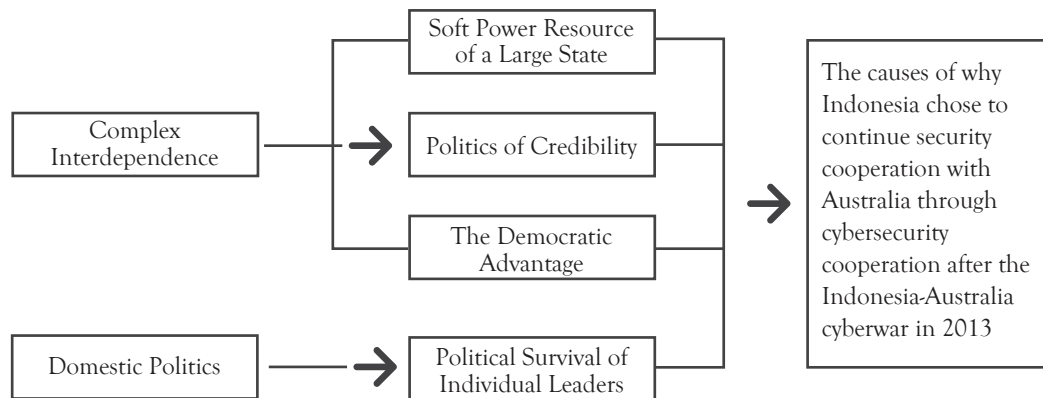 Complex
Interdependence
Domestic Politics
Soft Power Resource
of a Large State
Politics of Credibility
The Democratic
Advantage
Political Survival of
Individual Leaders
The causes of why
Indonesia chose to
continue security
cooperation with
Australia through
cybersecurity
cooperation after the
Indonesia-Australia
cyberwar in 2013